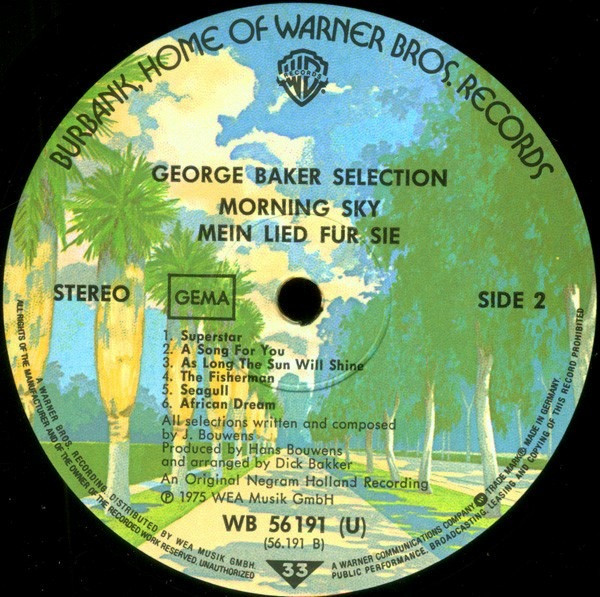 BURBANK, HOME OF WARNER BROS. RECORDS
RECORDS
GEORGE BAKER SELECTION
MORNING SKY
MEIN LIED FÜR SIE
STEREO
GEMA
SIDE 2
1. Superstar
2. A Song For You
3. As Long The Sun Will Shine
4. The Fisherman
5. Seagull
6. African Dream
All selections written and composed
by J. Bouwens
Produced by Hans Bouwens
and arranged by Dick Bakker
An Original Negram Holland Recording
Ⓟ 1975 WEA Musik GmbH
WB 56 191 (U)
(56.191 B)
33
ALL RIGHTS OF THE MANUFACTURER AND OF THE OWNER OF THE RECORDED WORK RESERVED. UNAUTHORIZED PUBLIC PERFORMANCE, BROADCASTING, LEASING AND COPYING OF THIS RECORD PROHIBITED
A WARNER BROS. RECORDING DISTRIBUTED BY WEA MUSIK GMBH.
A WARNER COMMUNICATIONS COMPANY
TRADE MARK® MADE IN GERMANY.